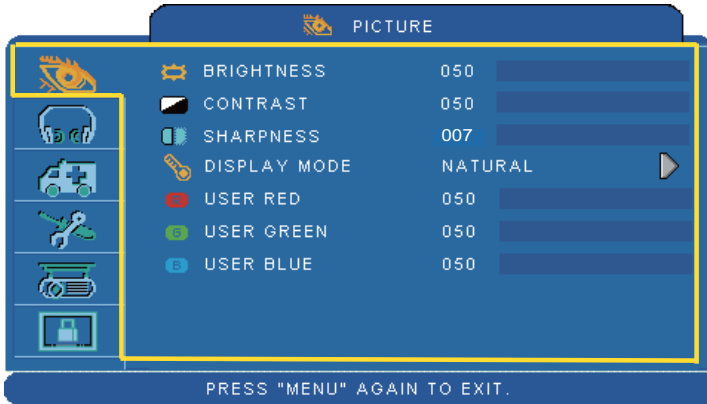 PICTURE
BRIGHTNESS 050
CONTRAST 050
SHARPNESS 007
DISPLAY MODE NATURAL
USER RED 050
G USER GREEN 050
B USER BLUE 050
PRESS "MENU" AGAIN TO EXIT.